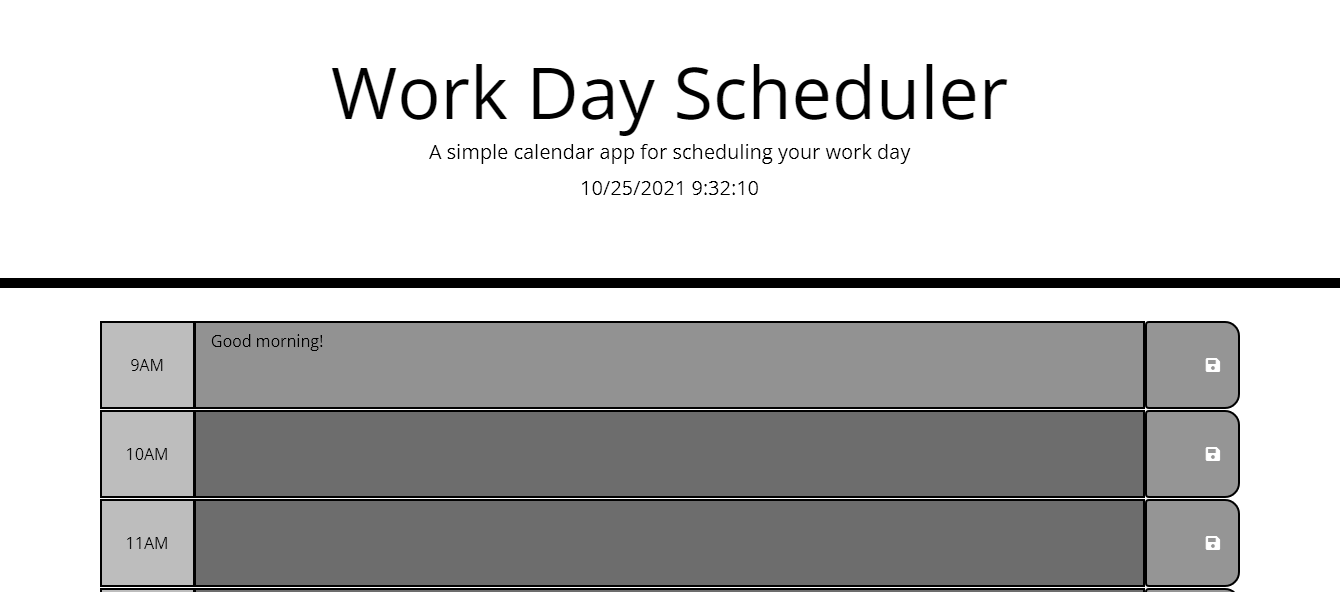 Work Day Scheduler
A simple calendar app for scheduling your work day
10/25/2021 9:32:10
9AM
Good morning!
10AM
11AM